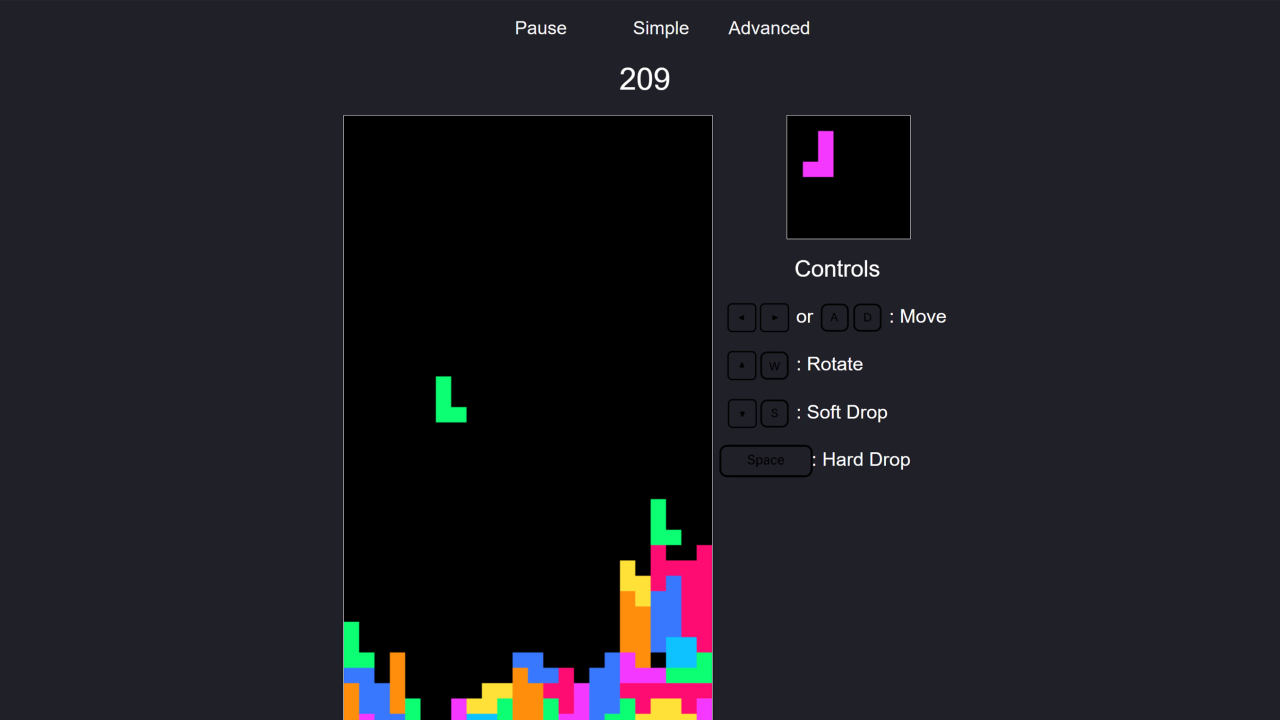 Pause Simple Advanced
209
Controls
◄ ► or A D : Move
▲ W : Rotate
▼ S : Soft Drop
Space : Hard Drop